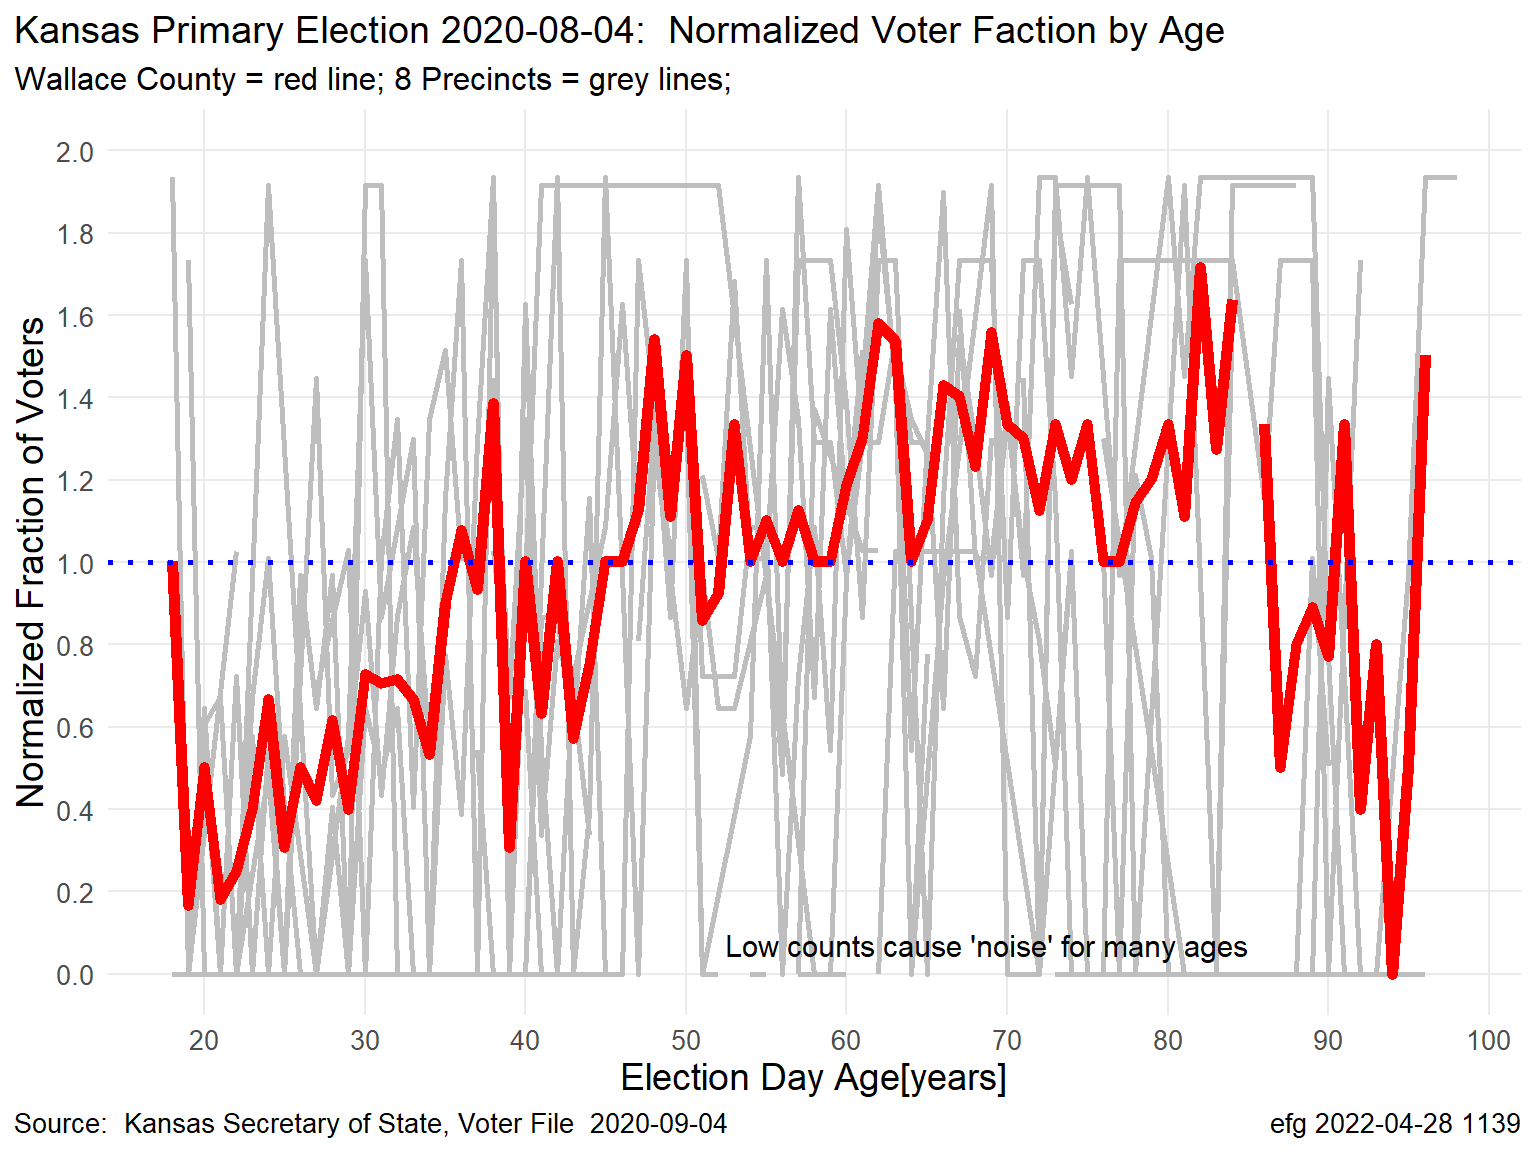 Kansas Primary Election 2020-08-04:  Normalized Voter Faction by Age
Wallace County = red line; 8 Precincts = grey lines;
Normalized Fraction of Voters
2.0
1.8
1.6
1.4
1.2
1.0
0.8
0.6
0.4
0.2
0.0
Low counts cause 'noise' for many ages
20 30 40 50 60 70 80 90 100
Election Day Age[years]
Source:  Kansas Secretary of State, Voter File  2020-09-04
efg 2022-04-28 1139